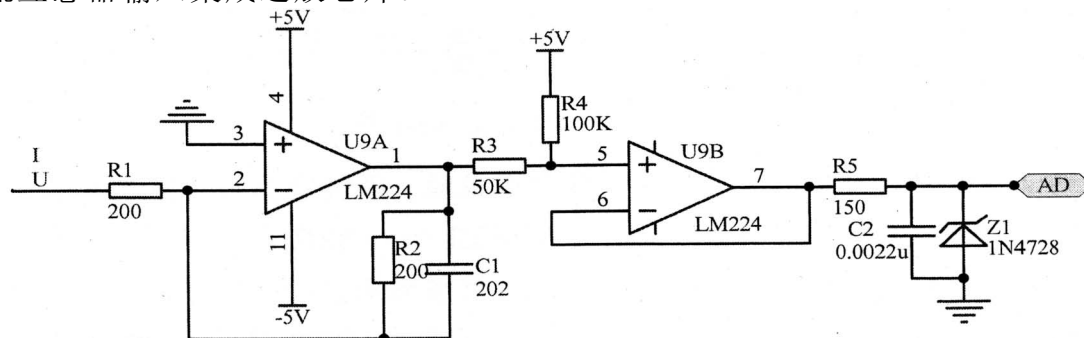 +5V
+5V
4
R4
100K
3
U9A
1
R3
50K
5
U9B
I
U
R1
200
2
LM224
7
R5
150
AD
6
LM224
11
R2
200
C1
202
C2
0.0022u
Z1
1N4728
-5V